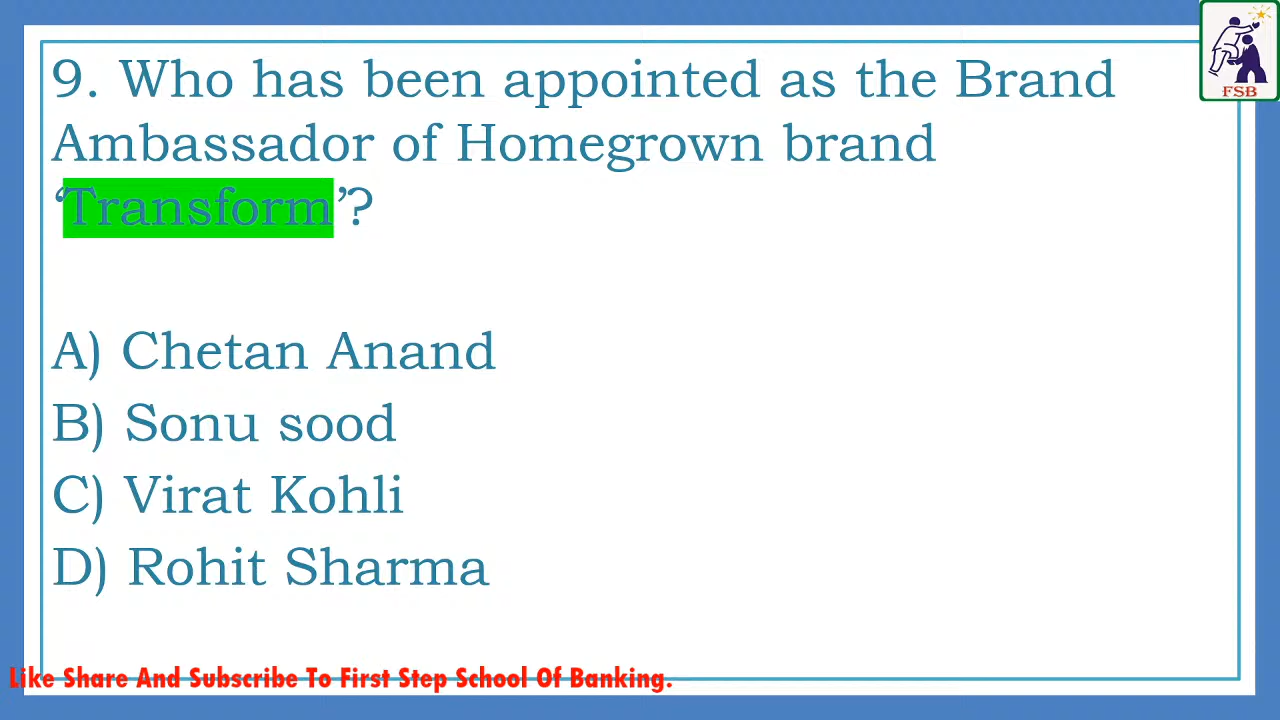 FSB
9. Who has been appointed as the Brand
Ambassador of Homegrown brand
‘Transform’?
A) Chetan Anand
B) Sonu sood
C) Virat Kohli
D) Rohit Sharma
Like Share And Subscribe To First Step School Of Banking.